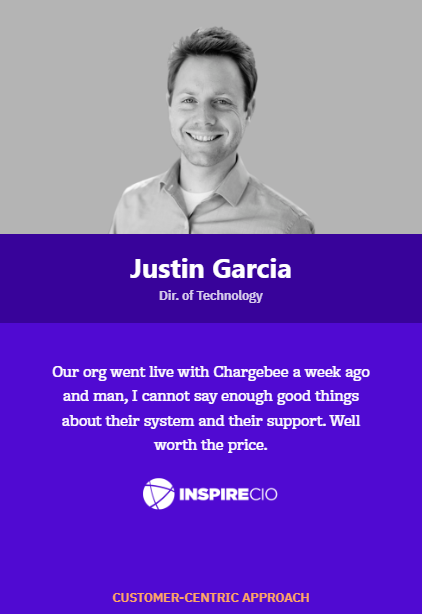 Justin Garcia
Dir. of Technology
Our org went live with Chargebee a week ago
and man, I cannot say enough good things
about their system and their support. Well
worth the price.
INSPIRECIO
CUSTOMER-CENTRIC APPROACH